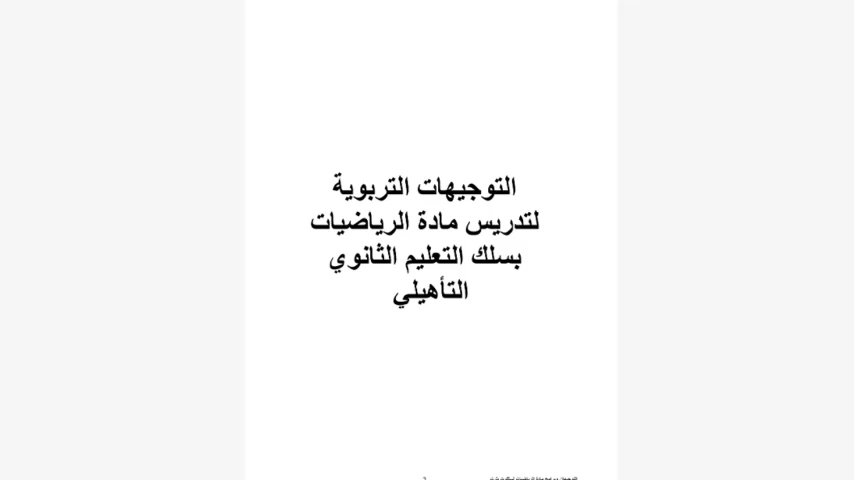 التوجيهات التربوية
لتدريس مادة الرياضيات
بسلك التعليم الثانوي
التأهيلي